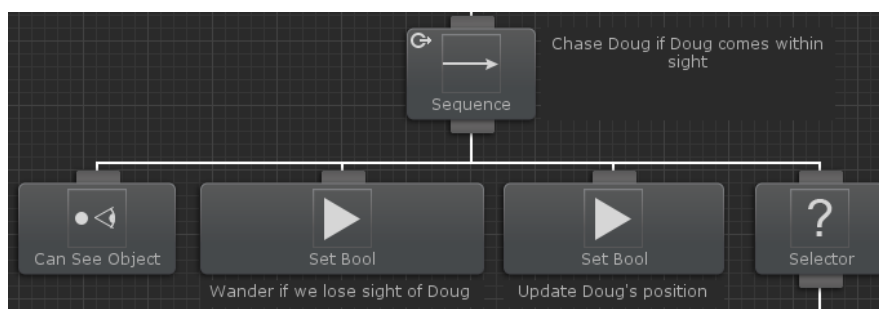 Chase Doug if Doug comes within
sight
Sequence
Can See Object
Set Bool
Set Bool
Selector
Wander if we lose sight of Doug
Update Doug's position